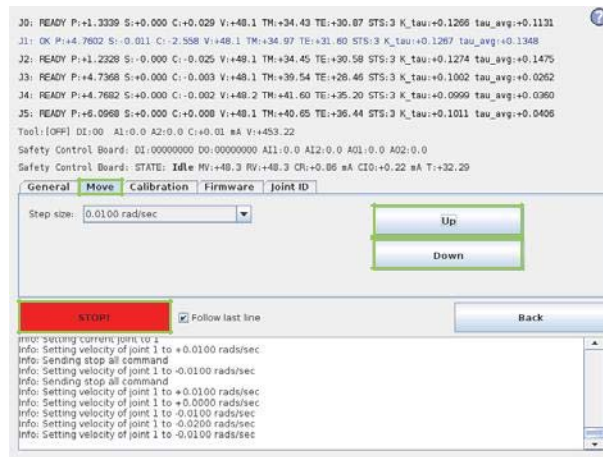 J0: READY P:+1.3339 S:+0.000 C:+0.029 V:+48.1 TM:+34.43 TE:+30.87 STS:3 K_tau:+0.1266 tau_avg:+0.1131
J1: OK P:+4.7602 S:-0.011 C:-2.558 V:+48.1 TM:+34.97 TE:+31.60 STS:3 K_tau:+0.1267 tau_avg:+0.1348
J2: READY P:+1.2328 S:-0.000 C:-0.025 V:+48.1 TM:+34.45 TE:+30.58 STS:3 K_tau:+0.1274 tau_avg:+0.1475
J3: READY P:+4.7368 S:+0.000 C:-0.003 V:+48.1 TM:+39.54 TE:+28.46 STS:3 K_tau:+0.1002 tau_avg:+0.0262
J4: READY P:+4.7682 S:+0.000 C:-0.002 V:+48.2 TM:+41.60 TE:+35.20 STS:3 K_tau:+0.0999 tau_avg:+0.0360
J5: READY P:+6.0968 S:+0.000 C:+0.008 V:+48.1 TM:+40.65 TE:+36.44 STS:3 K_tau:+0.1011 tau_avg:+0.0406
Tool:[OFF] DI:00 A1:0.0 A2:0.0 C:+0.01 mA V:+453.22
Safety Control Board: DI:00000000 DO:00000000 AI1:0.0 AI2:0.0 AO1:0.0 AO2:0.0
Safety Control Board: STATE: Idle MV:+48.3 RV:+48.3 CR:+0.86 mA CIO:+0.22 mA T:+32.29
General Move Calibration Firmware Joint ID
Step size: 0.0100 rad/sec
Up
Down
STOP!
Follow last line
Back
Info: Setting current joint to 1
Info: Setting velocity of joint 1 to +0.0100 rads/sec
Info: Sending stop all command
Info: Setting velocity of joint 1 to -0.0100 rads/sec
Info: Sending stop all command
Info: Setting velocity of joint 1 to +0.0100 rads/sec
Info: Setting velocity of joint 1 to +0.0000 rads/sec
Info: Setting velocity of joint 1 to -0.0100 rads/sec
Info: Setting velocity of joint 1 to -0.0200 rads/sec
Info: Setting velocity of joint 1 to -0.0100 rads/sec